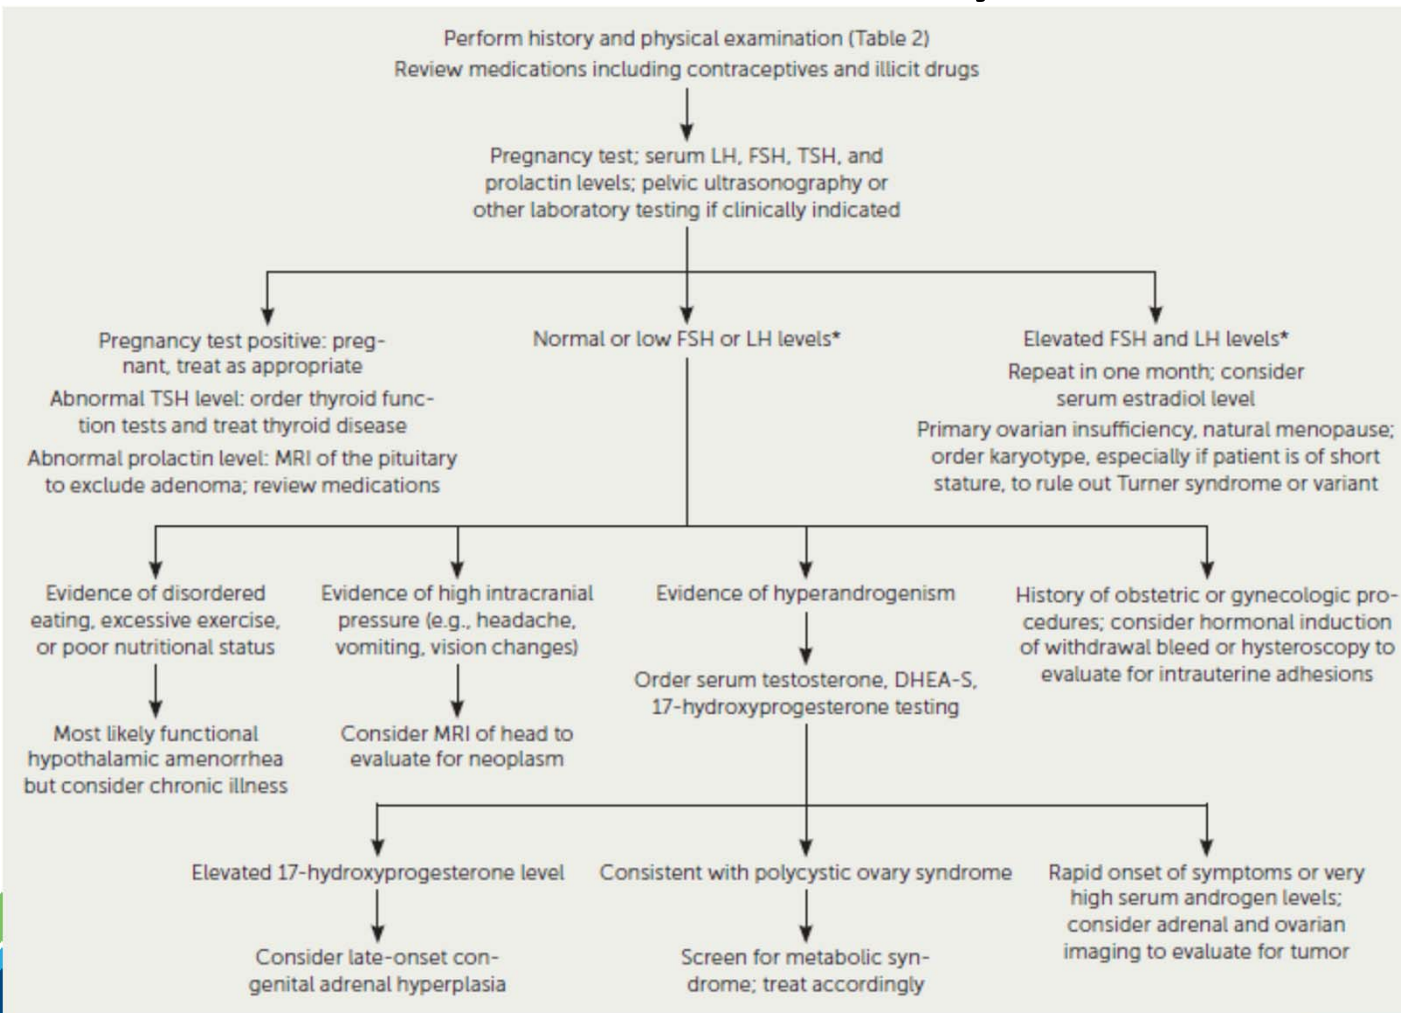 Perform history and physical examination (Table 2)
Review medications including contraceptives and illicit drugs
Pregnancy test; serum LH, FSH, TSH, and
prolactin levels; pelvic ultrasonography or
other laboratory testing if clinically indicated
Pregnancy test positive: preg-
nant, treat as appropriate
Abnormal TSH level: order thyroid func-
tion tests and treat thyroid disease
Abnormal prolactin level: MRI of the pituitary
to exclude adenoma; review medications
Normal or low FSH or LH levels*
Elevated FSH and LH levels*
Repeat in one month; consider
serum estradiol level
Primary ovarian insufficiency, natural menopause;
order karyotype, especially if patient is of short
stature, to rule out Turner syndrome or variant
Evidence of disordered
eating, excessive exercise,
or poor nutritional status
Most likely functional
hypothalamic amenorrhea
but consider chronic illness
Evidence of high intracranial
pressure (e.g., headache,
vomiting, vision changes)
Consider MRI of head to
evaluate for neoplasm
Evidence of hyperandrogenism
Order serum testosterone, DHEA-S,
17-hydroxyprogesterone testing
History of obstetric or gynecologic pro-
cedures; consider hormonal induction
of withdrawal bleed or hysteroscopy to
evaluate for intrauterine adhesions
Elevated 17-hydroxyprogesterone level
Consider late-onset con-
genital adrenal hyperplasia
Consistent with polycystic ovary syndrome
Screen for metabolic syn-
drome; treat accordingly
Rapid onset of symptoms or very
high serum androgen levels;
consider adrenal and ovarian
imaging to evaluate for tumor